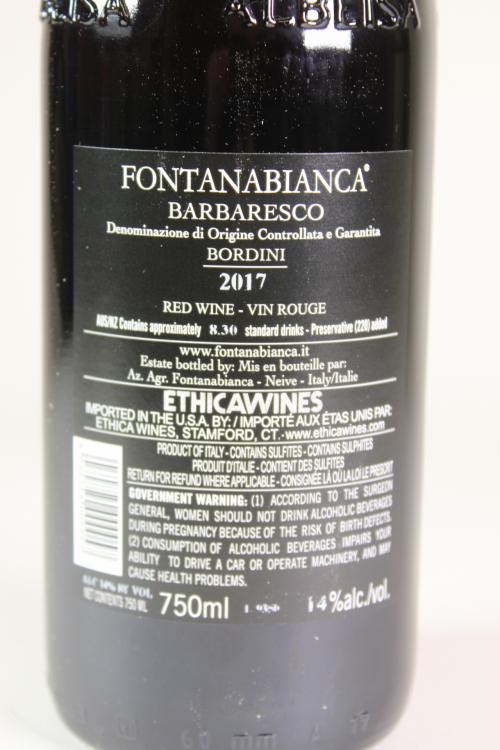 ALBEISA
FONTANABIANCA®
BARBARESCO
Denominazione di Origine Controllata e Garantita
BORDINI
2017
RED WINE - VIN ROUGE
AUS/NZ Contains approximately 8.30 standard drinks - Preservative (220) added
www.fontanabianca.it
Estate bottled by: Mis en bouteille par:
Az. Agr. Fontanabianca - Neive - Italy/Italie
ETHICAWINES
IMPORTED IN THE U.S.A. BY: / IMPORTÉ AUX ÉTAS UNIS PAR:
ETHICA WINES, STAMFORD, CT.-www.ethicawines.com
PRODUCT OF ITALY - CONTAINS SULFITES - CONTAINS SULPHITES
PRODUIT D'ITALIE - CONTIENT DES SULFITES
RETURN FOR REFUND WHERE APPLICABLE - CONSIGNÉE LÀ OÙ LA LOI LE PRESCRIT
GOVERNMENT WARNING: (1) ACCORDING TO THE SURGEON
GENERAL, WOMEN SHOULD NOT DRINK ALCOHOLIC BEVERAGES
DURING PREGNANCY BECAUSE OF THE RISK OF BIRTH DEFECTS.
(2) CONSUMPTION OF ALCOHOLIC BEVERAGES IMPAIRS YOUR
ABILITY TO DRIVE A CAR OR OPERATE MACHINERY, AND MAY
CAUSE HEALTH PROBLEMS.
ALC 14% BY VOL
NET CONTENTS 750 ML 750ml 14%alc./vol.
60 mm